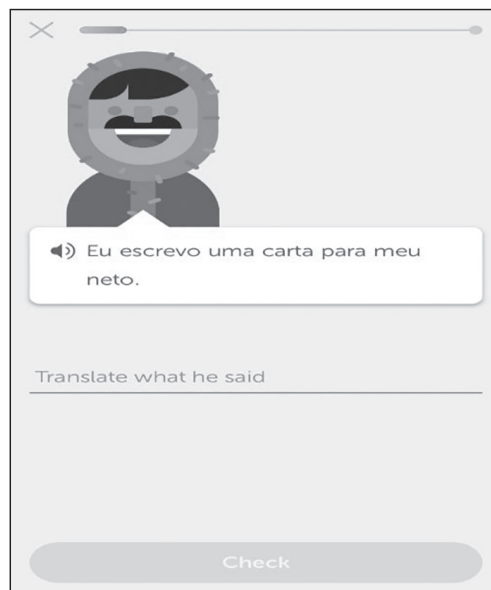 Eu escrevo uma carta para meu
neto.
Translate what he said
Check